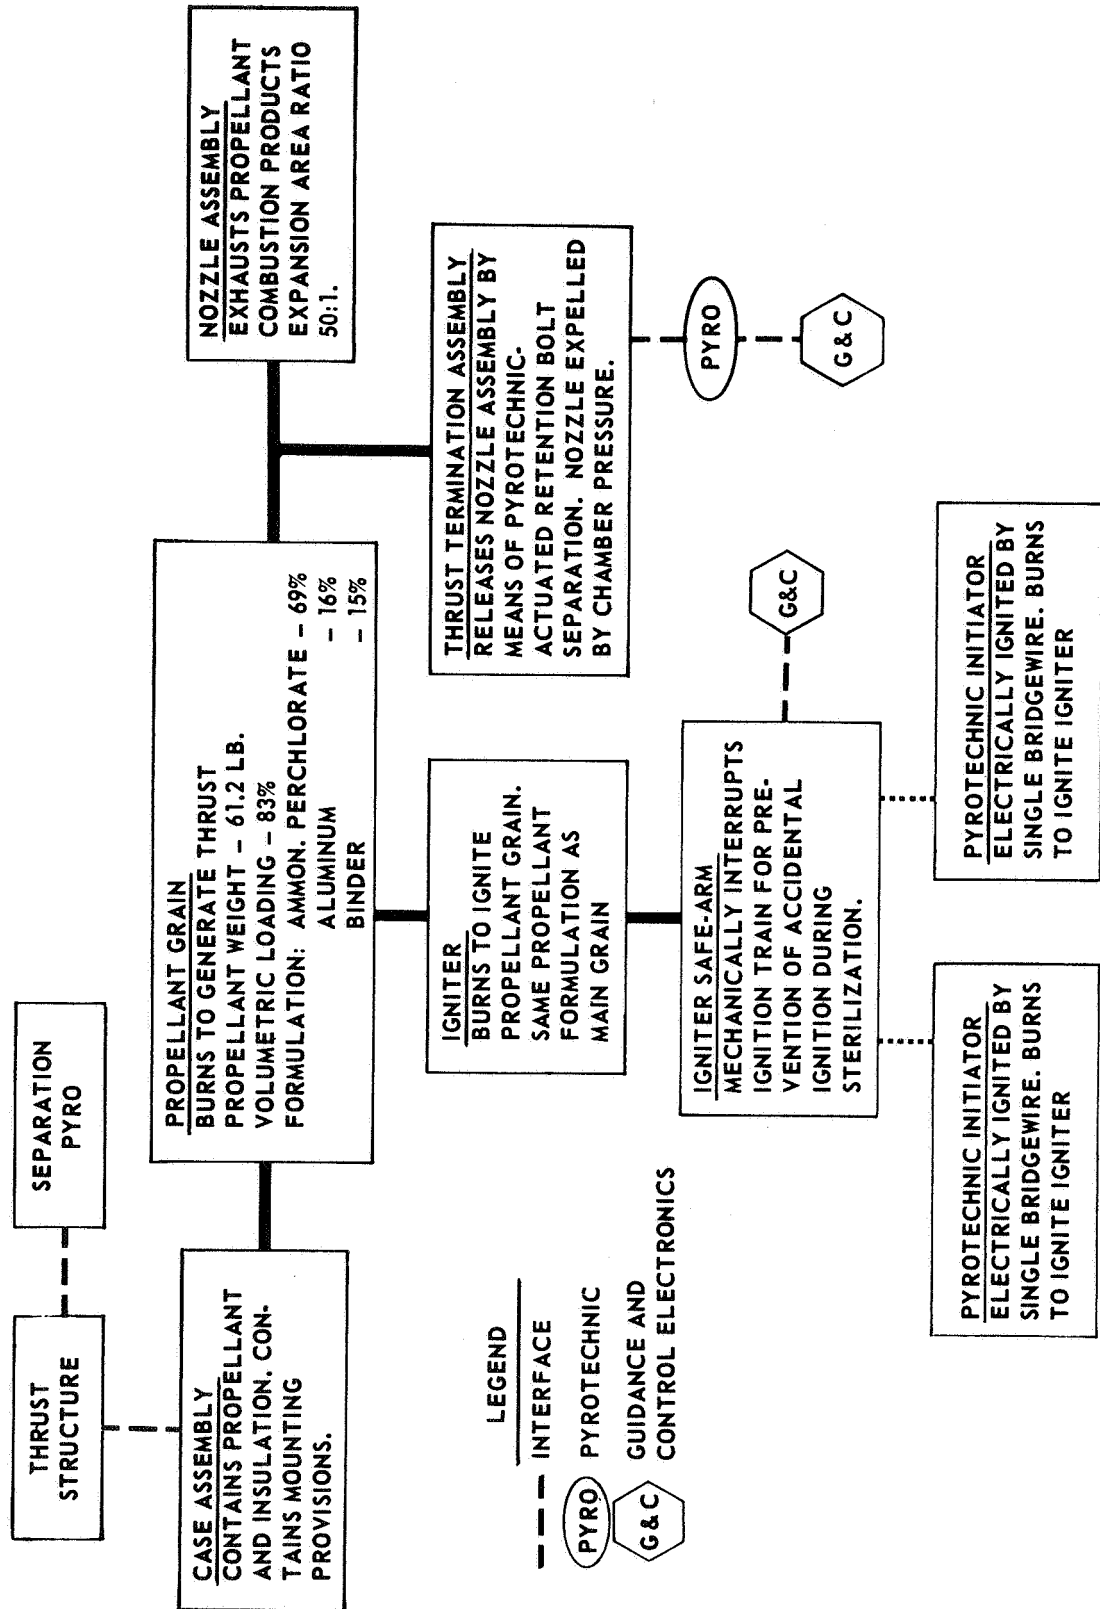 THRUST
STRUCTURE
SEPARATION
PYRO
CASE ASSEMBLY
CONTAINS PROPELLANT
AND INSULATION. CON-
TAINS MOUNTING
PROVISIONS.
PROPELLANT GRAIN
BURNS TO GENERATE THRUST
PROPELLANT WEIGHT – 61.2 LB.
VOLUMETRIC LOADING – 83%
FORMULATION: AMMON. PERCHLORATE – 69%
ALUMINUM – 16%
BINDER – 15%
NOZZLE ASSEMBLY
EXHAUSTS PROPELLANT
COMBUSTION PRODUCTS
EXPANSION AREA RATIO
50:1.
IGNITER
BURNS TO IGNITE
PROPELLANT GRAIN.
SAME PROPELLANT
FORMULATION AS
MAIN GRAIN
THRUST TERMINATION ASSEMBLY
RELEASES NOZZLE ASSEMBLY BY
MEANS OF PYROTECHNIC-
ACTUATED RETENTION BOLT
SEPARATION. NOZZLE EXPELLED
BY CHAMBER PRESSURE.
PYRO
G&C
IGNITER SAFE-ARM
MECHANICALLY INTERRUPTS
IGNITION TRAIN FOR PRE-
VENTION OF ACCIDENTAL
IGNITION DURING
STERILIZATION.
G&C
LEGEND
INTERFACE
PYRO PYROTECHNIC
G&C GUIDANCE AND
CONTROL ELECTRONICS
PYROTECHNIC INITIATOR
ELECTRICALLY IGNITED BY
SINGLE BRIDGEWIRE. BURNS
TO IGNITE IGNITER
PYROTECHNIC INITIATOR
ELECTRICALLY IGNITED BY
SINGLE BRIDGEWIRE. BURNS
TO IGNITE IGNITER